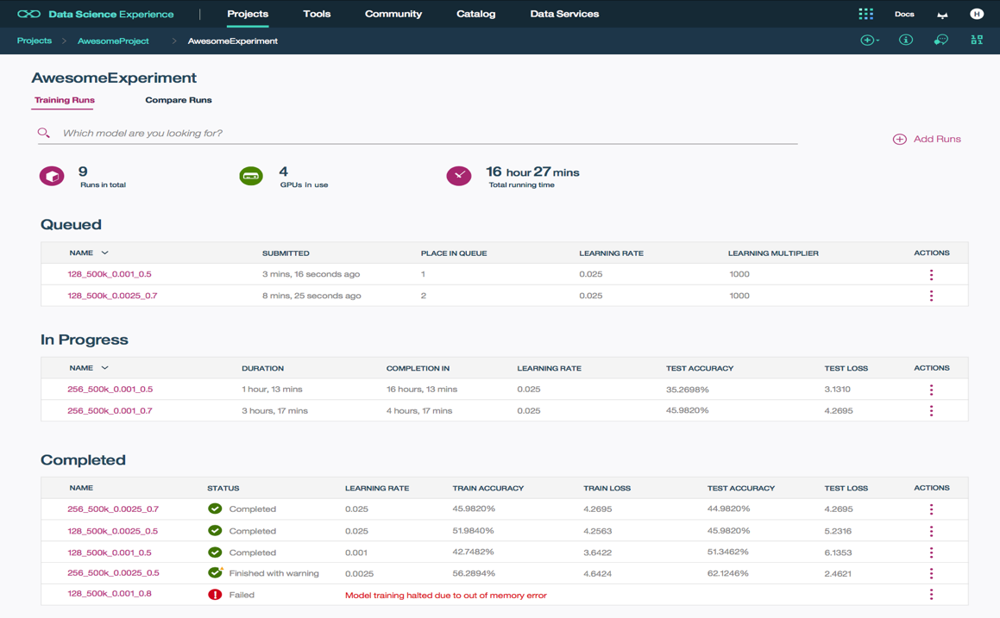 Data Science Experience Projects Tools Community Catalog Data Services Docs H
Projects > AwesomeProject > AwesomeExperiment
AwesomeExperiment
Training Runs Compare Runs
Which model are you looking for?
Add Runs
9 4 16 hour 27 mins
Runs in total GPUs in use Total running time
Queued
NAME SUBMITTED PLACE IN QUEUE LEARNING RATE LEARNING MULTIPLIER ACTIONS
128_500k_0.001_0.5 3 mins, 16 seconds ago 1 0.025 1000
128_500k_0.0025_0.7 8 mins, 25 seconds ago 2 0.025 1000
In Progress
NAME DURATION COMPLETION IN LEARNING RATE TEST ACCURACY TEST LOSS ACTIONS
256_500k_0.001_0.5 1 hour, 13 mins 16 hours, 13 mins 0.025 35.2698% 3.1310
256_500k_0.001_0.7 3 hours, 17 mins 4 hours, 17 mins 0.025 45.9820% 4.2695
Completed
NAME STATUS LEARNING RATE TRAIN ACCURACY TRAIN LOSS TEST ACCURACY TEST LOSS ACTIONS
256_500k_0.0025_0.7 Completed 0.025 45.9820% 4.2695 44.9820% 4.2695
128_500k_0.0025_0.5 Completed 0.025 51.9840% 4.2563 45.9820% 5.2316
128_500k_0.001_0.5 Completed 0.001 42.7482% 3.6422 51.3462% 6.1353
256_500k_0.0025_0.5 Finished with warning 0.0025 56.2894% 4.6424 62.1246% 2.4621
128_500k_0.001_0.8 Failed Model training halted due to out of memory error